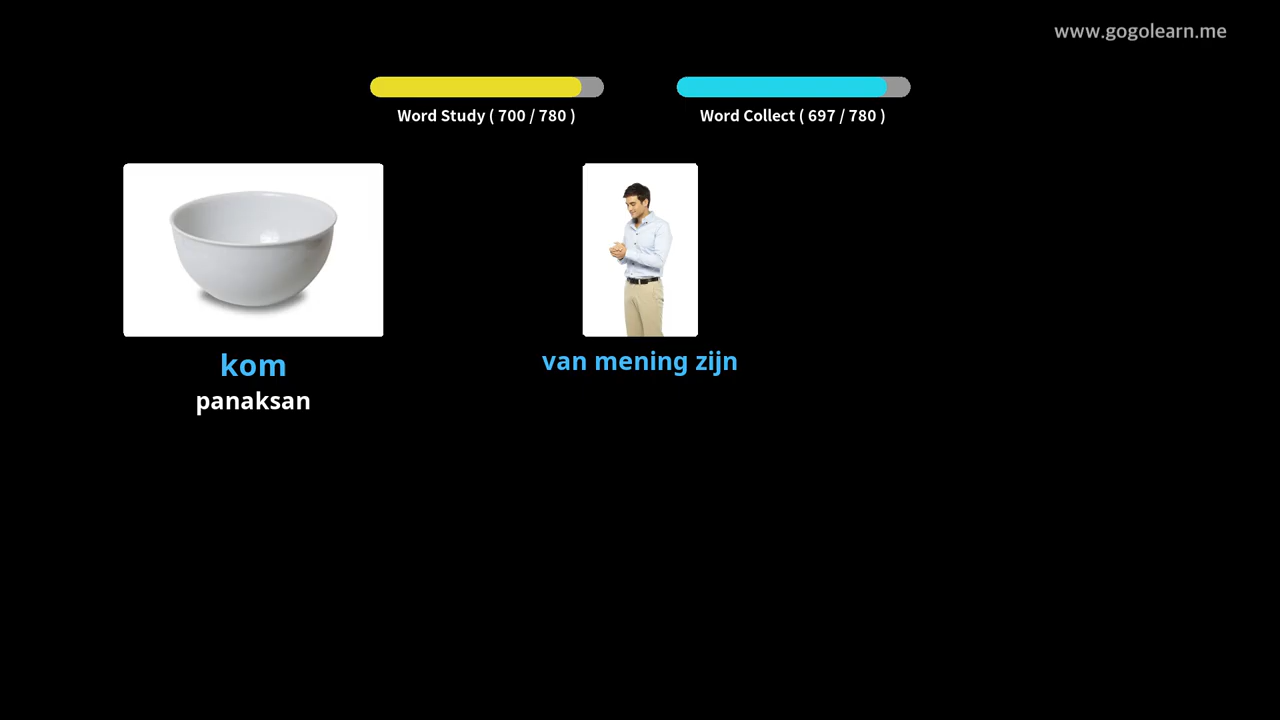 www.gogolearn.me
Word Study ( 700 / 780 )
Word Collect ( 697 / 780 )
kom
panaksan
van mening zijn